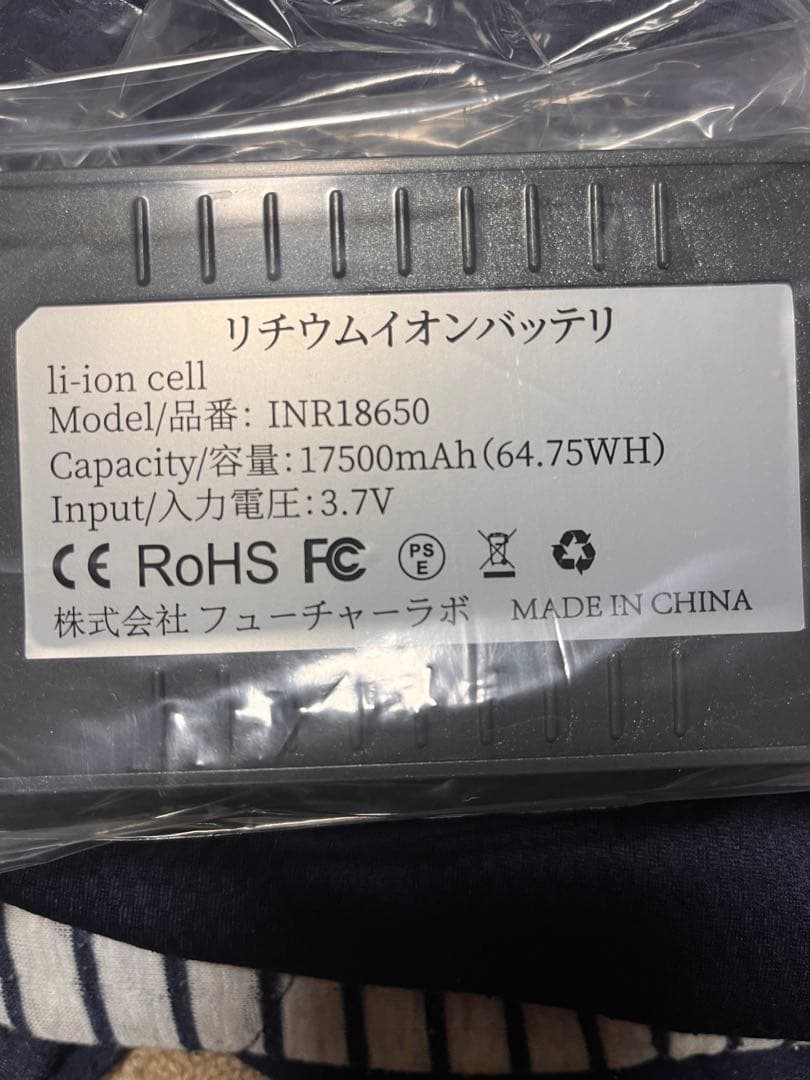 リチウムイオンバッテリ
li-ion cell
Model/品番: INR18650
Capacity/容量:17500mAh(64.75WH)
Input/入力電圧:3.7V
CE RoHS FC PS E
株式会社 フューチャーラボ MADE IN CHINA